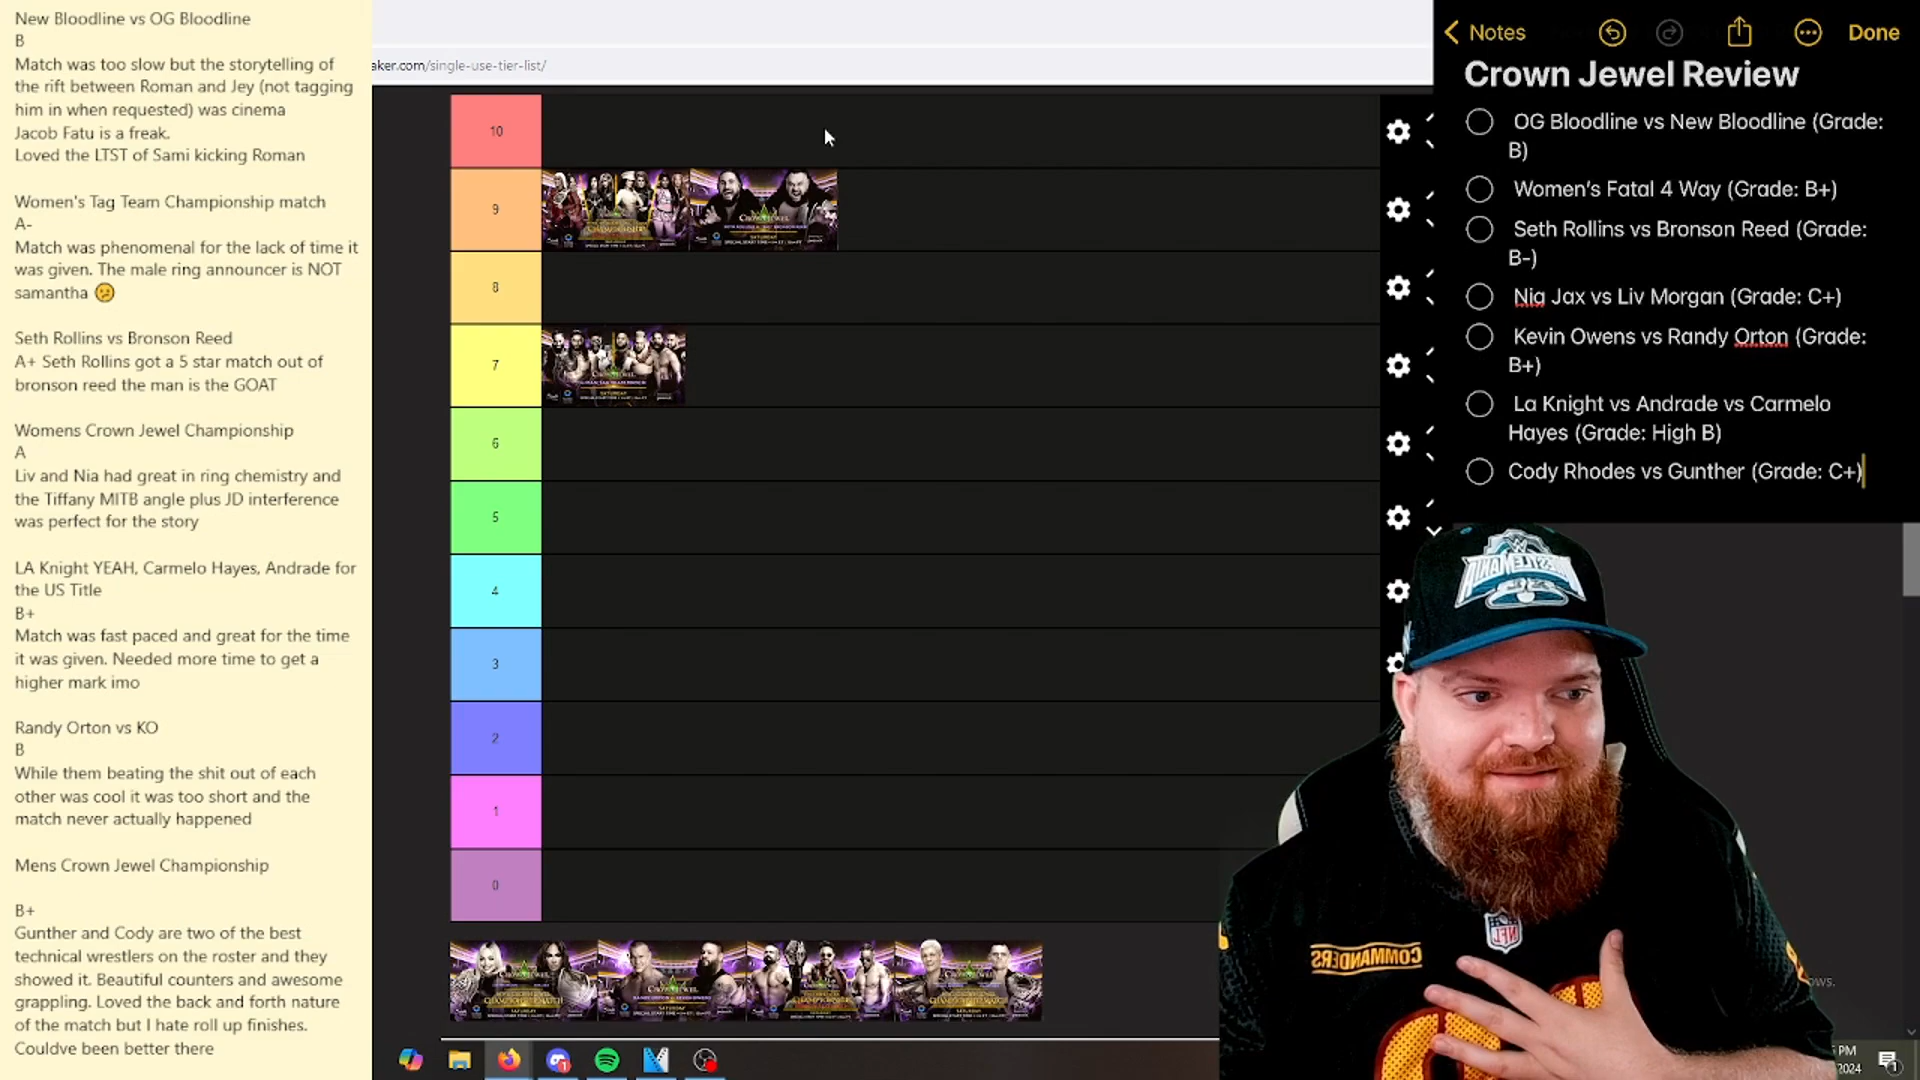 New Bloodline vs OG Bloodline
B
Match was too slow but the storytelling of
the rift between Roman and Jey (not tagging
him in when requested) was cinema
Jacob Fatu is a freak.
Loved the LTST of Sami kicking Roman
Women's Tag Team Championship match
A-
Match was phenomenal for the lack of time it
was given. The male ring announcer is NOT
samantha 😕
Seth Rollins vs Bronson Reed
A+ Seth Rollins got a 5 star match out of
bronson reed the man is the GOAT
Womens Crown Jewel Championship
A
Liv and Nia had great in ring chemistry and
the Tiffany MITB angle plus JD interference
was perfect for the story
LA Knight YEAH, Carmelo Hayes, Andrade for
the US Title
B+
Match was fast paced and great for the time
it was given. Needed more time to get a
higher mark imo
Randy Orton vs KO
B
While them beating the shit out of each
other was cool it was too short and the
match never actually happened
Mens Crown Jewel Championship
B+
Gunther and Cody are two of the best
technical wrestlers on the roster and they
showed it. Beautiful counters and awesome
grappling. Loved the back and forth nature
of the match but I hate roll up finishes.
Couldve been better there
aker.com/single-use-tier-list/
10
9
8
7
6
5
4
3
2
1
0
Notes
Done
Crown Jewel Review
OG Bloodline vs New Bloodline (Grade:
B)
Women's Fatal 4 Way (Grade: B+)
Seth Rollins vs Bronson Reed (Grade:
B-)
Nig Jax vs Liv Morgan (Grade: C+)
Kevin Owens vs Randy Orton (Grade:
B+)
La Knight vs Andrade vs Carmelo
Hayes (Grade: High B)
Cody Rhodes vs Gunther (Grade: C+)
WRESTLEMANIA
NFL
COMMANDERS
ows.
PM
2024
1